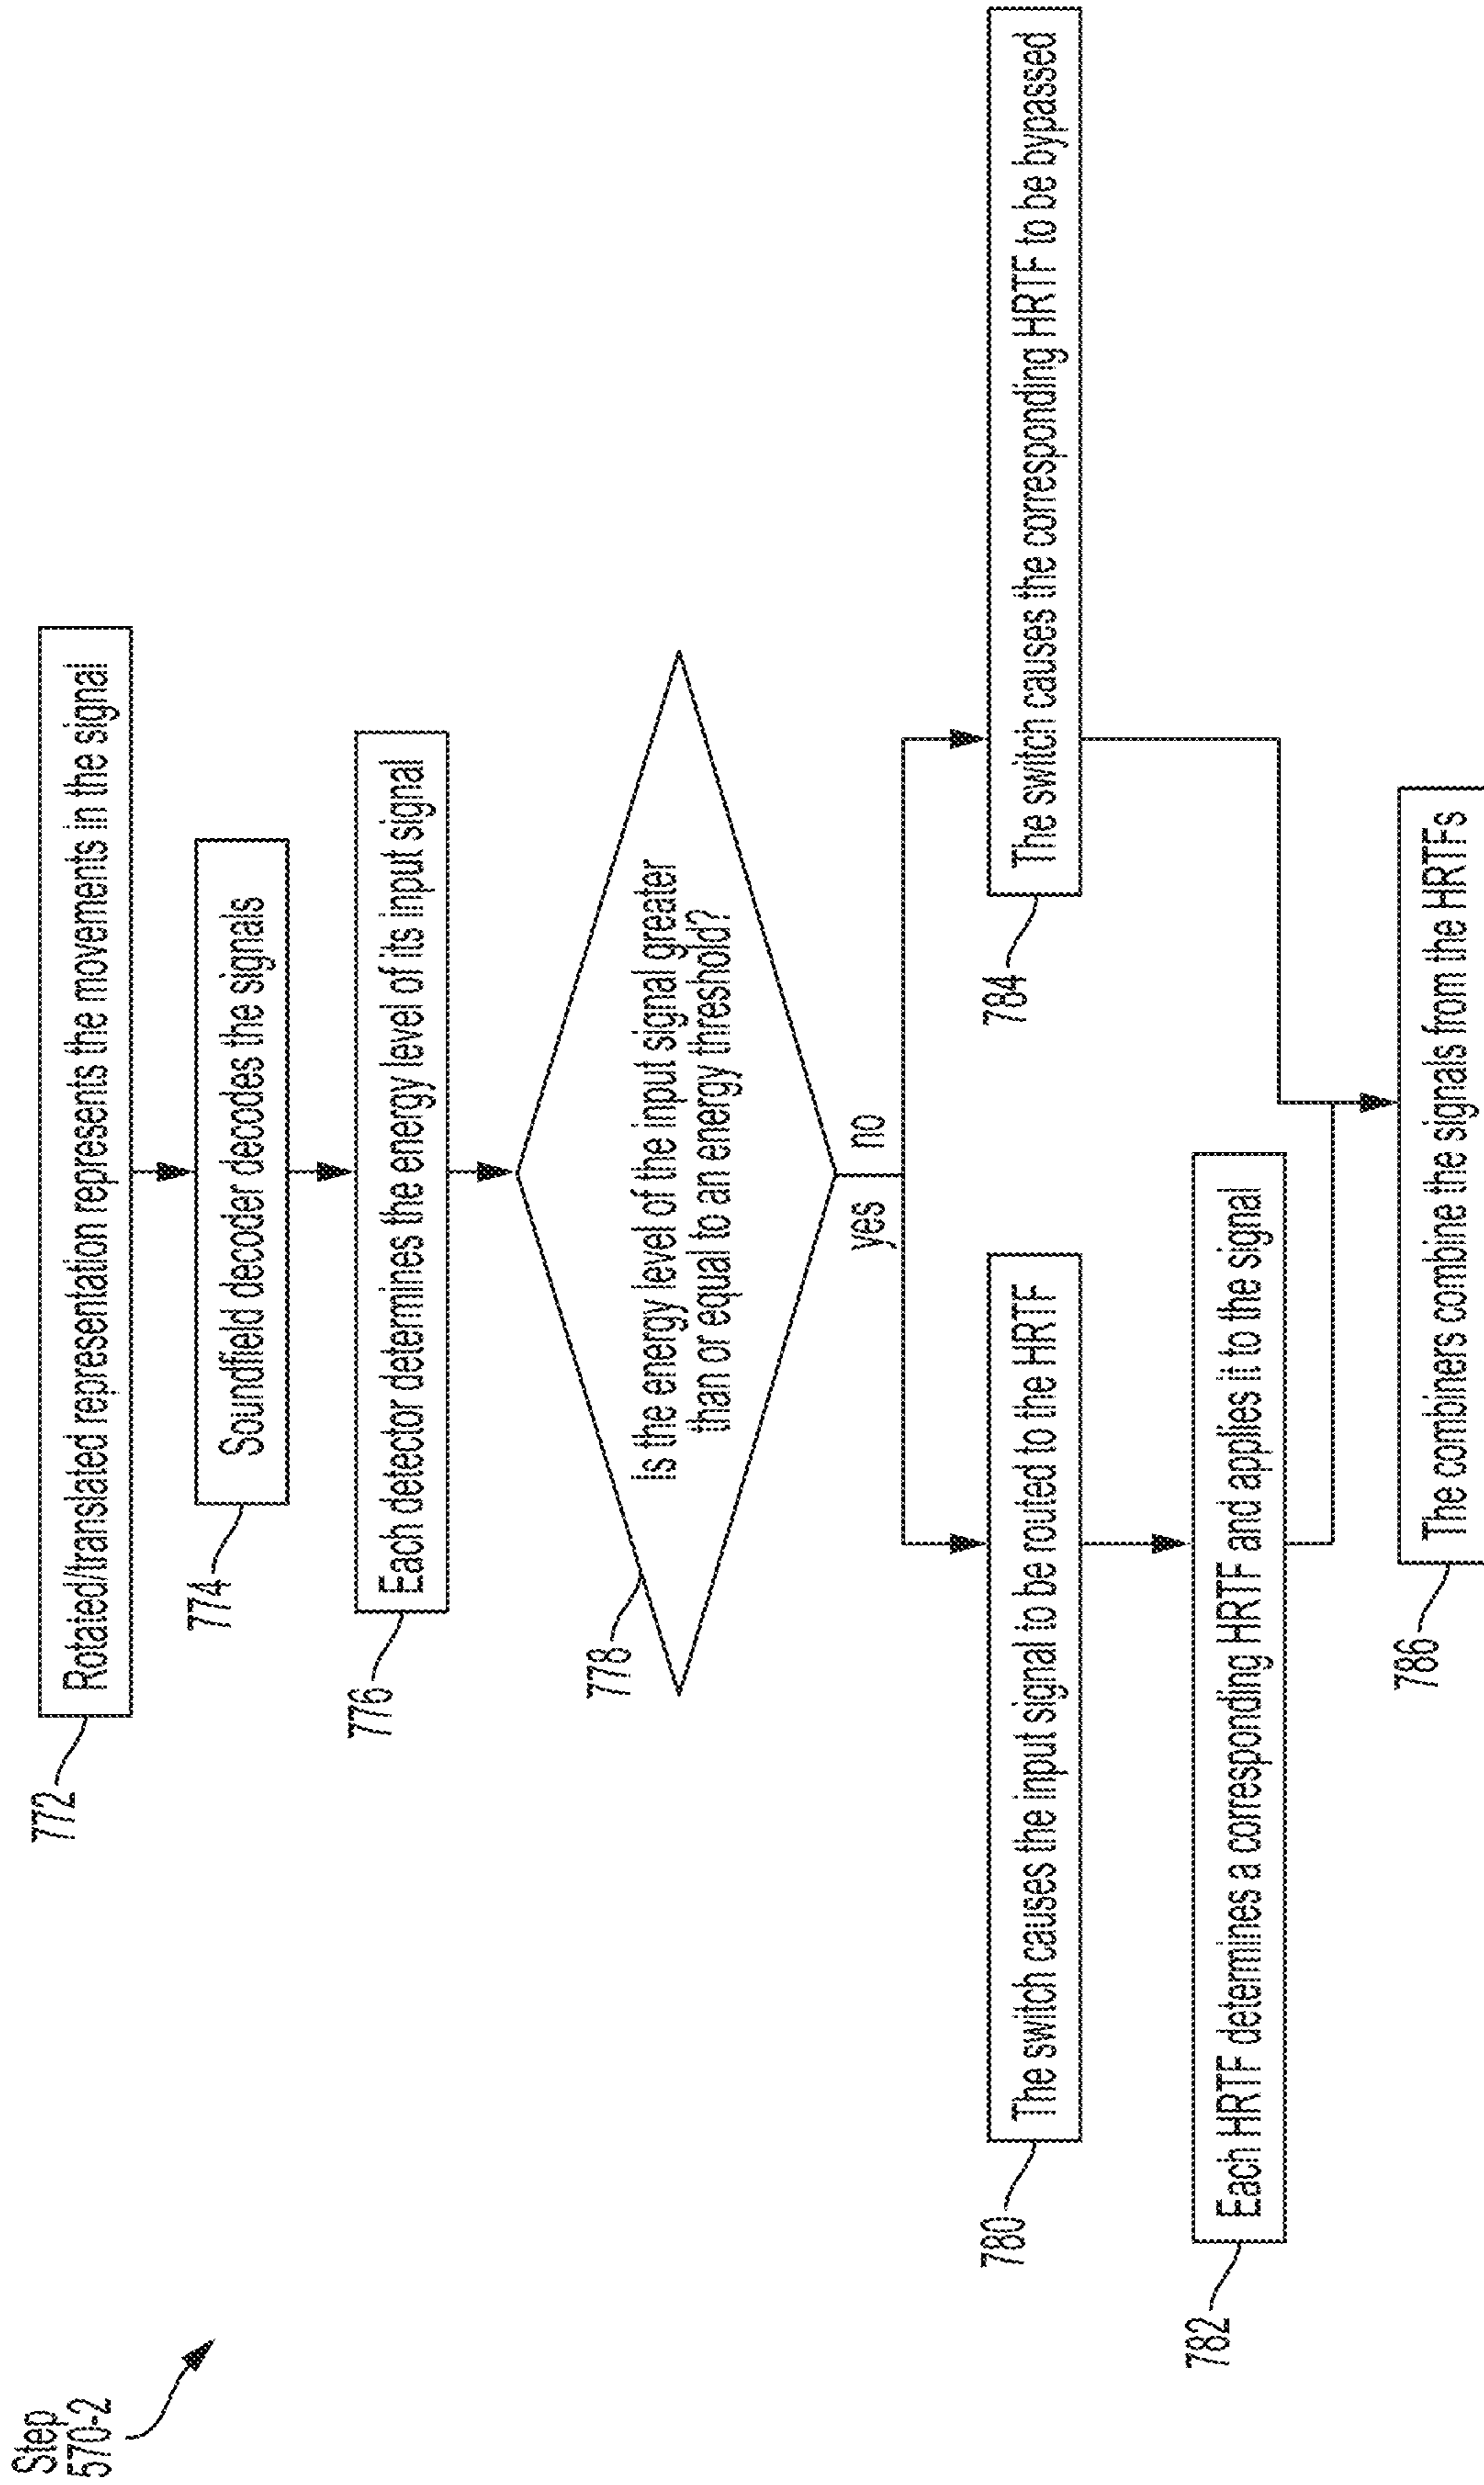 Step
570-2
772
Rotated/translated representation represents the movements in the signal
774
Soundfield decoder decodes the signals
776
Each detector determines the energy level of its input signal
778
Is the energy level of the input signal greater
than or equal to an energy threshold?
yes
no
780
The switch causes the input signal to be routed to the HRTF
784
The switch causes the corresponding HRTF to be bypassed
782
Each HRTF determines a corresponding HRTF and applies it to the signal
786
The combiners combine the signals from the HRTFs